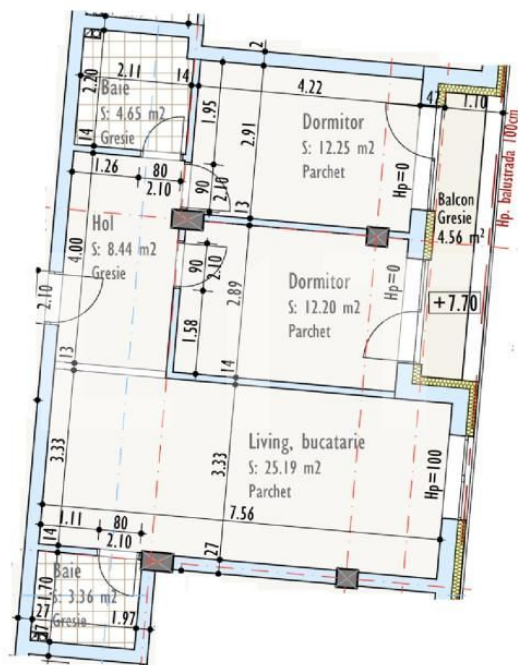 2
2.11
14
2.20
Baie
S: 4.65 m2
Gresie
14
4.22
1.10
1.95
2.91
Dormitor
S: 12.25 m2
Parchet
Hp=0
Hp. balustrada 100cm
1.26
80
2.10
90
2.10
13
Balcon
Gresie
4.56 m²
Hol
S: 8.44 m2
Gresie
4.00
90
2.10
2.89
Dormitor
S: 12.20 m2
Parchet
Hp=0
+7.70
2.10
1.58
13
14
3.33
3.33
Living, bucatarie
S: 25.19 m2
Parchet
Hp=100
7.56
1.11
80
2.10
14
27
Baie
S: 3.36 m2
Gresie
1.70
27
1.97